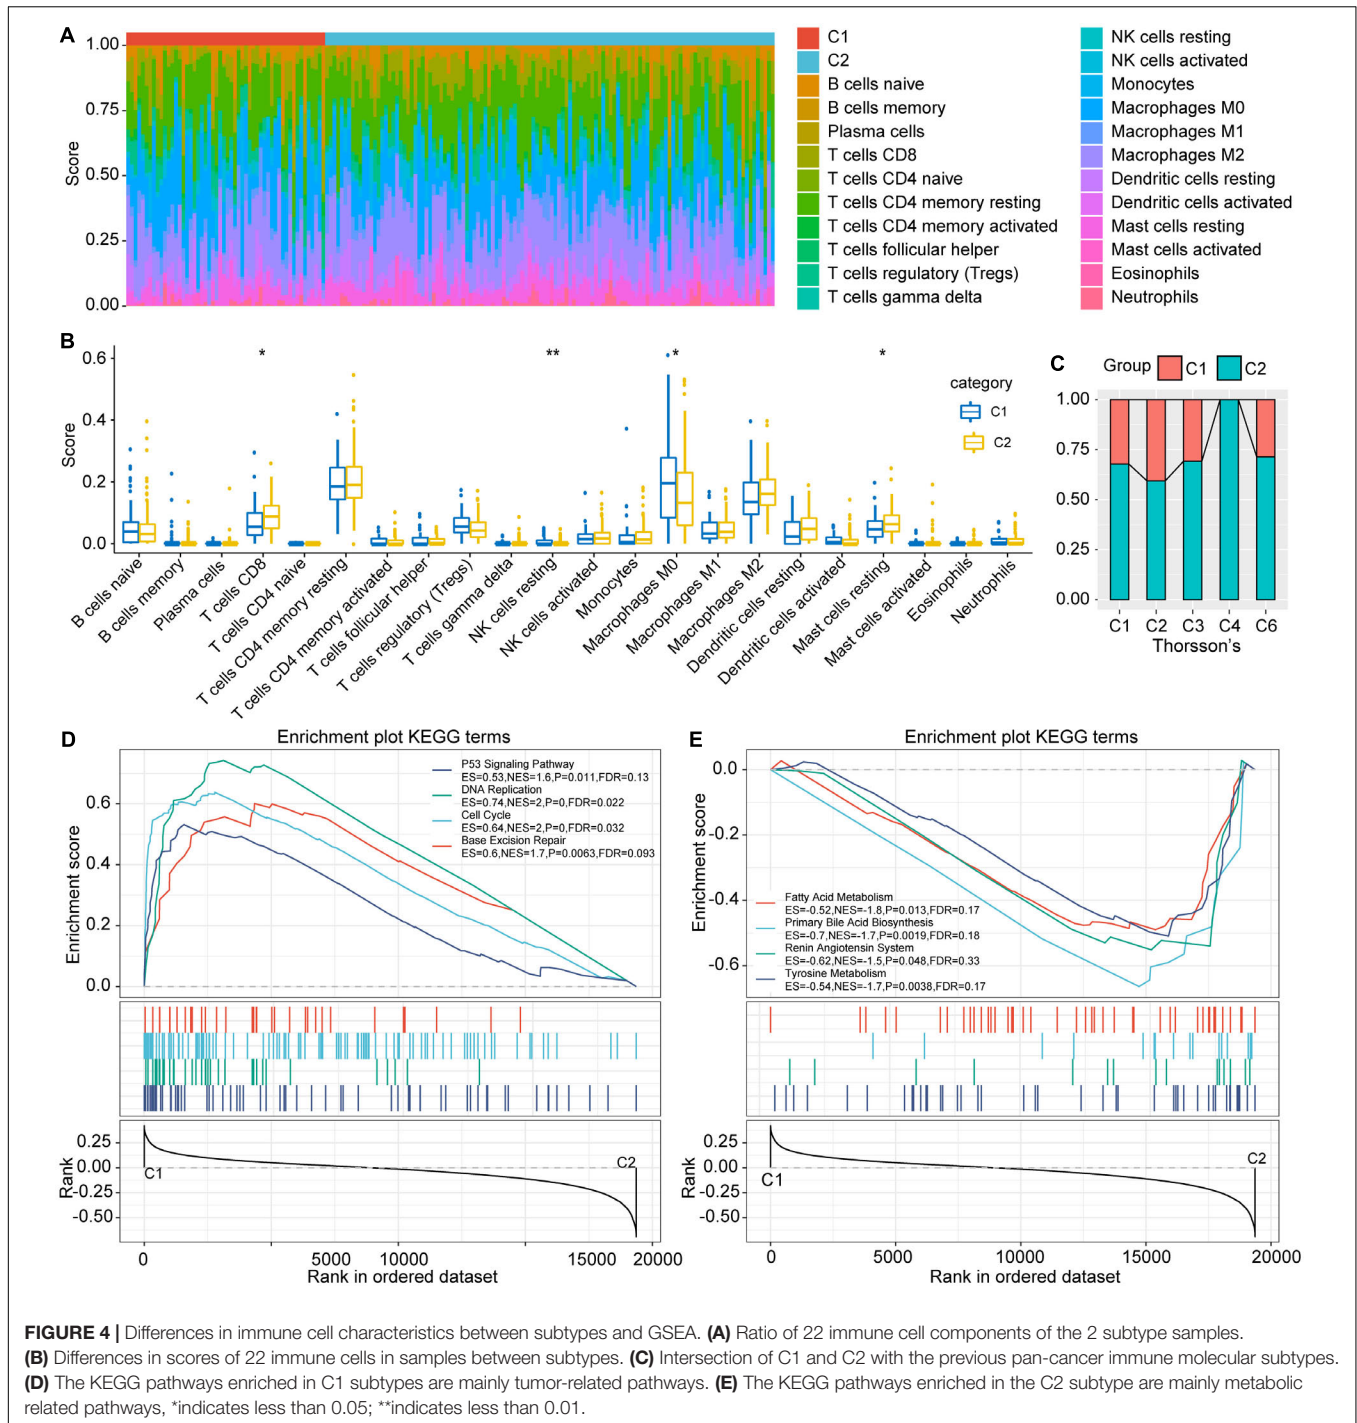 A
Score
1.00
0.75
0.50
0.25
0.00
C1
C2
B cells naive
B cells memory
Plasma cells
T cells CD8
T cells CD4 naive
T cells CD4 memory resting
T cells CD4 memory activated
T cells follicular helper
T cells regulatory (Tregs)
T cells gamma delta
NK cells resting
NK cells activated
Monocytes
Macrophages M0
Macrophages M1
Macrophages M2
Dendritic cells resting
Dendritic cells activated
Mast cells resting
Mast cells activated
Eosinophils
Neutrophils
B
Score
0.6
0.4
0.2
0.0
* ** * *
category
C1
C2
B cells naive
B cells memory
Plasma cells
T cells CD8
T cells CD4 naive
T cells CD4 memory resting
T cells CD4 memory activated
T cells follicular helper
T cells regulatory (Tregs)
T cells gamma delta
NK cells resting
NK cells activated
Monocytes
Macrophages M0
Macrophages M1
Macrophages M2
Dendritic cells resting
Dendritic cells activated
Mast cells resting
Mast cells activated
Eosinophils
Neutrophils
C
Group C1 C2
1.00
0.75
0.50
0.25
0.00
C1 C2 C3 C4 C6
Thorsson's
D
Enrichment plot KEGG terms
Enrichment score
0.6
0.4
0.2
0.0
P53 Signaling Pathway
ES=0.53,NES=1.6,P=0.011,FDR=0.13
DNA Replication
ES=0.74,NES=2,P=0,FDR=0.022
Cell Cycle
ES=0.64,NES=2,P=0,FDR=0.032
Base Excision Repair
ES=0.6,NES=1.7,P=0.0063,FDR=0.093
Rank
0.25
0.00
-0.25
-0.50
C1
C2
0 5000 10000 15000 20000
Rank in ordered dataset
E
Enrichment plot KEGG terms
Enrichment score
0.0
-0.2
-0.4
-0.6
Fatty Acid Metabolism
ES=-0.52,NES=-1.8,P=0.013,FDR=0.17
Primary Bile Acid Biosynthesis
ES=-0.7,NES=-1.7,P=0.0019,FDR=0.18
Renin Angiotensin System
ES=-0.62,NES=-1.5,P=0.048,FDR=0.33
Tyrosine Metabolism
ES=-0.54,NES=-1.7,P=0.0038,FDR=0.17
Rank
0.25
0.00
-0.25
-0.50
C1
C2
0 5000 10000 15000 20000
Rank in ordered dataset
FIGURE 4 | Differences in immune cell characteristics between subtypes and GSEA. (A) Ratio of 22 immune cell components of the 2 subtype samples.
(B) Differences in scores of 22 immune cells in samples between subtypes. (C) Intersection of C1 and C2 with the previous pan-cancer immune molecular subtypes.
(D) The KEGG pathways enriched in C1 subtypes are mainly tumor-related pathways. (E) The KEGG pathways enriched in the C2 subtype are mainly metabolic
related pathways, *indicates less than 0.05; **indicates less than 0.01.